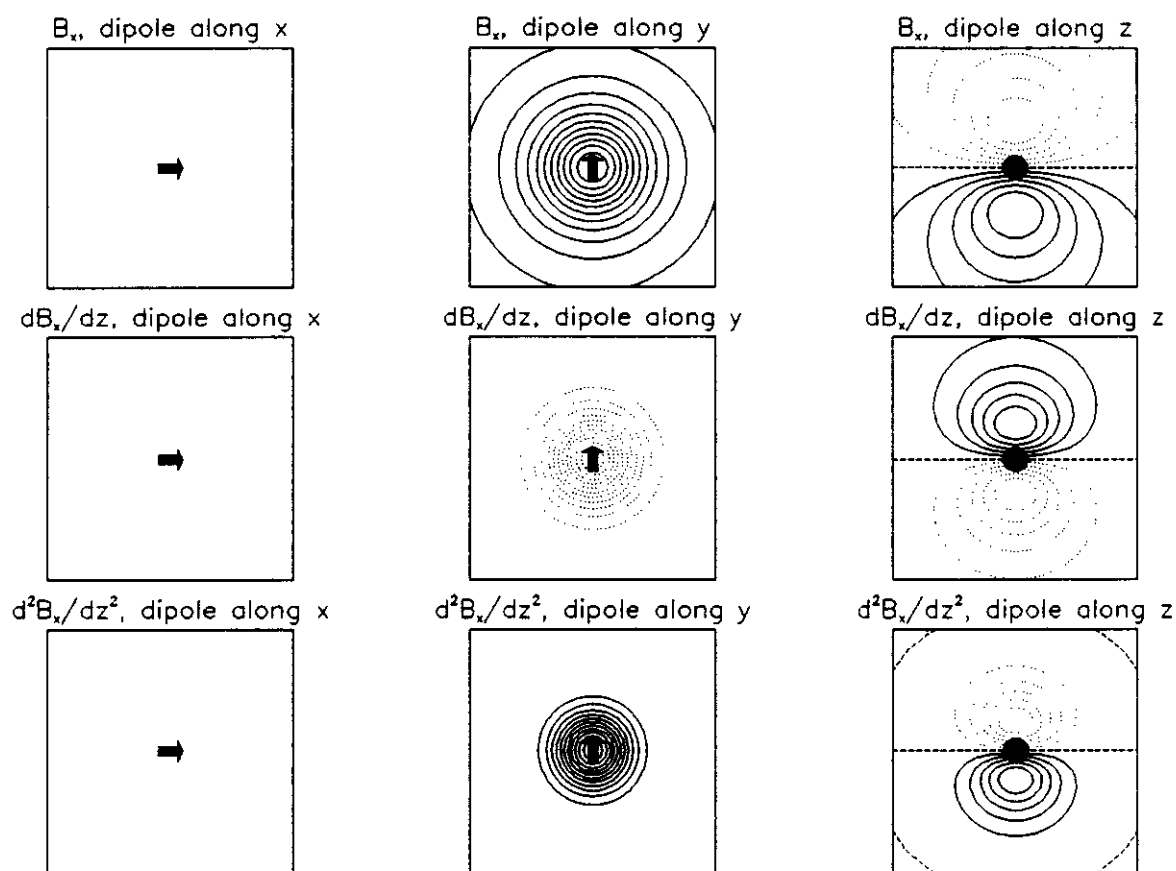 Bₓ, dipole along x
Bₓ, dipole along y
Bₓ, dipole along z
dBₓ/dz, dipole along x
dBₓ/dz, dipole along y
dBₓ/dz, dipole along z
d²Bₓ/dz², dipole along x
d²Bₓ/dz², dipole along y
d²Bₓ/dz², dipole along z